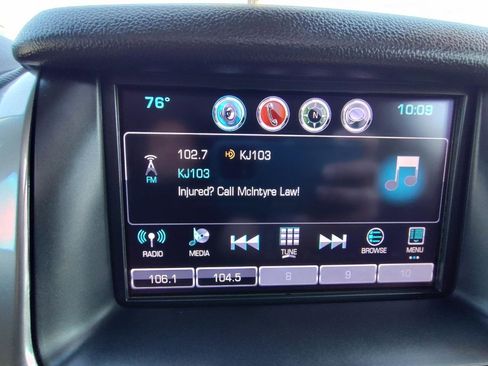 76° 10:09
N
102.7 HD KJ103
FM KJ103
Injured? Call McIntyre Law!
RADIO MEDIA TUNE BROWSE MENU
106.1 104.5 8 9 10